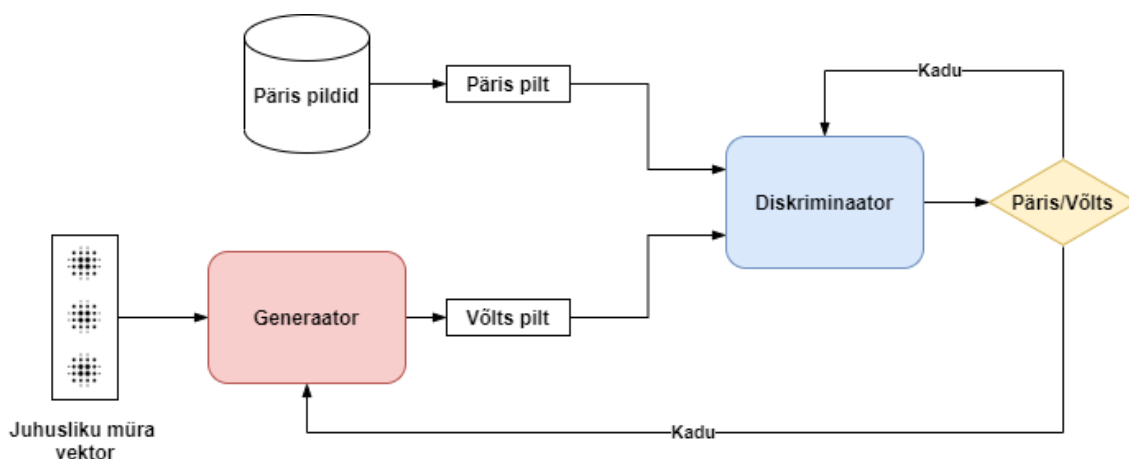 Kadu
Päris pildid
Päris pilt
Diskriminaator
Päris/Võlts
Generaator
Võlts pilt
Juhusliku müra
vektor
Kadu